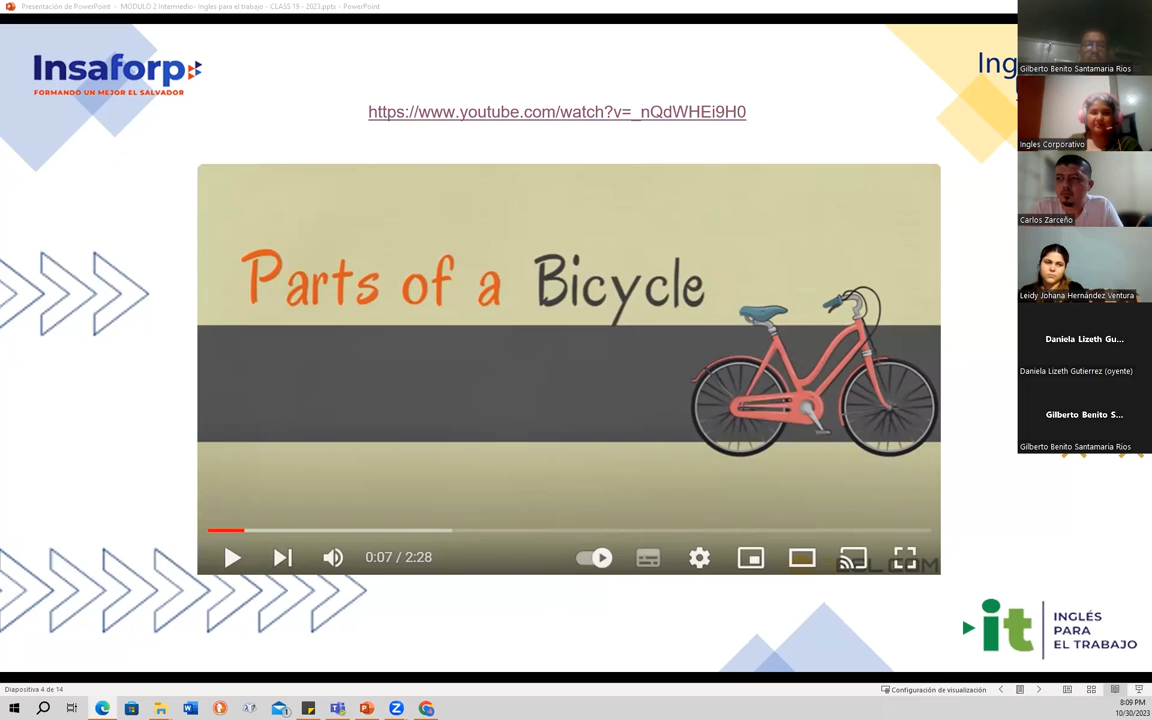 Presentación de PowerPoint - MODULO 2 Intermedio- Ingles para el trabajo - CLASS 19 - 2023.pptx - PowerPoint
Insaforp
FORMANDO UN MEJOR EL SALVADOR
Ing
https://www.youtube.com/watch?v=_nQdWHEi9H0
Gilberto Benito Santamaria Rios
Ingles Corporativo
Carlos Zarceño
Leidy Johana Hernández Ventura
Daniela Lizeth Gu...
Daniela Lizeth Gutierrez (oyente)
Gilberto Benito S...
Gilberto Benito Santamaria Rios
Parts of a Bicycle
0:07 / 2:28
it
INGLÉS
PARA
EL TRABAJO
Diapositiva 4 de 14
Configuración de visualización
8:09 PM
10/30/2023